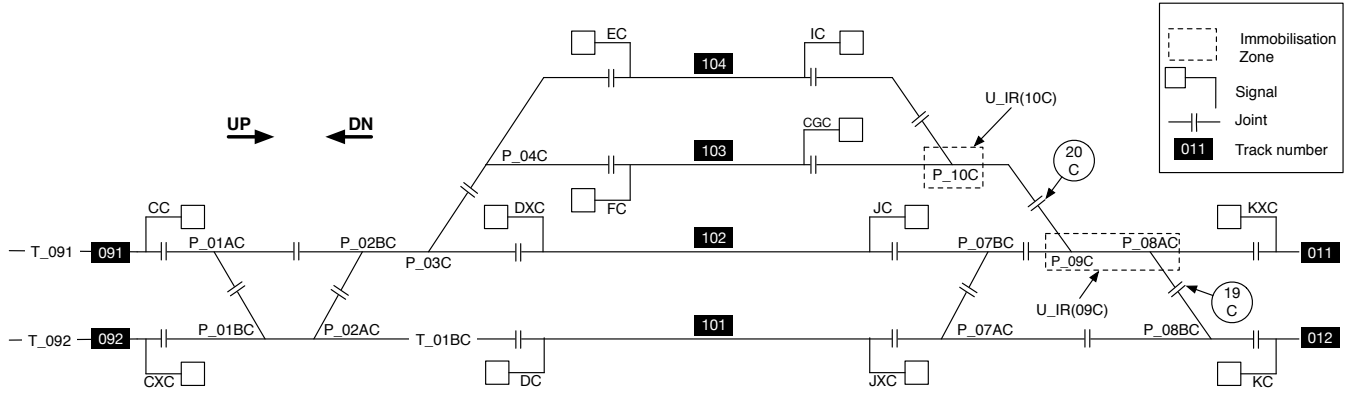 EC
IC
104
U_IR(10C)
UP
DN
CGC
103
P_04C
P_10C
FC
20
C
CC
DXC
JC
KXC
T_091
091
P_01AC
P_02BC
P_03C
102
P_07BC
P_09C
P_08AC
011
U_IR(09C)
19
C
T_092
092
P_01BC
P_02AC
T_01BC
101
P_07AC
P_08BC
012
CXC
DC
JXC
KC
Immobilisation
Zone
Signal
Joint
011
Track number